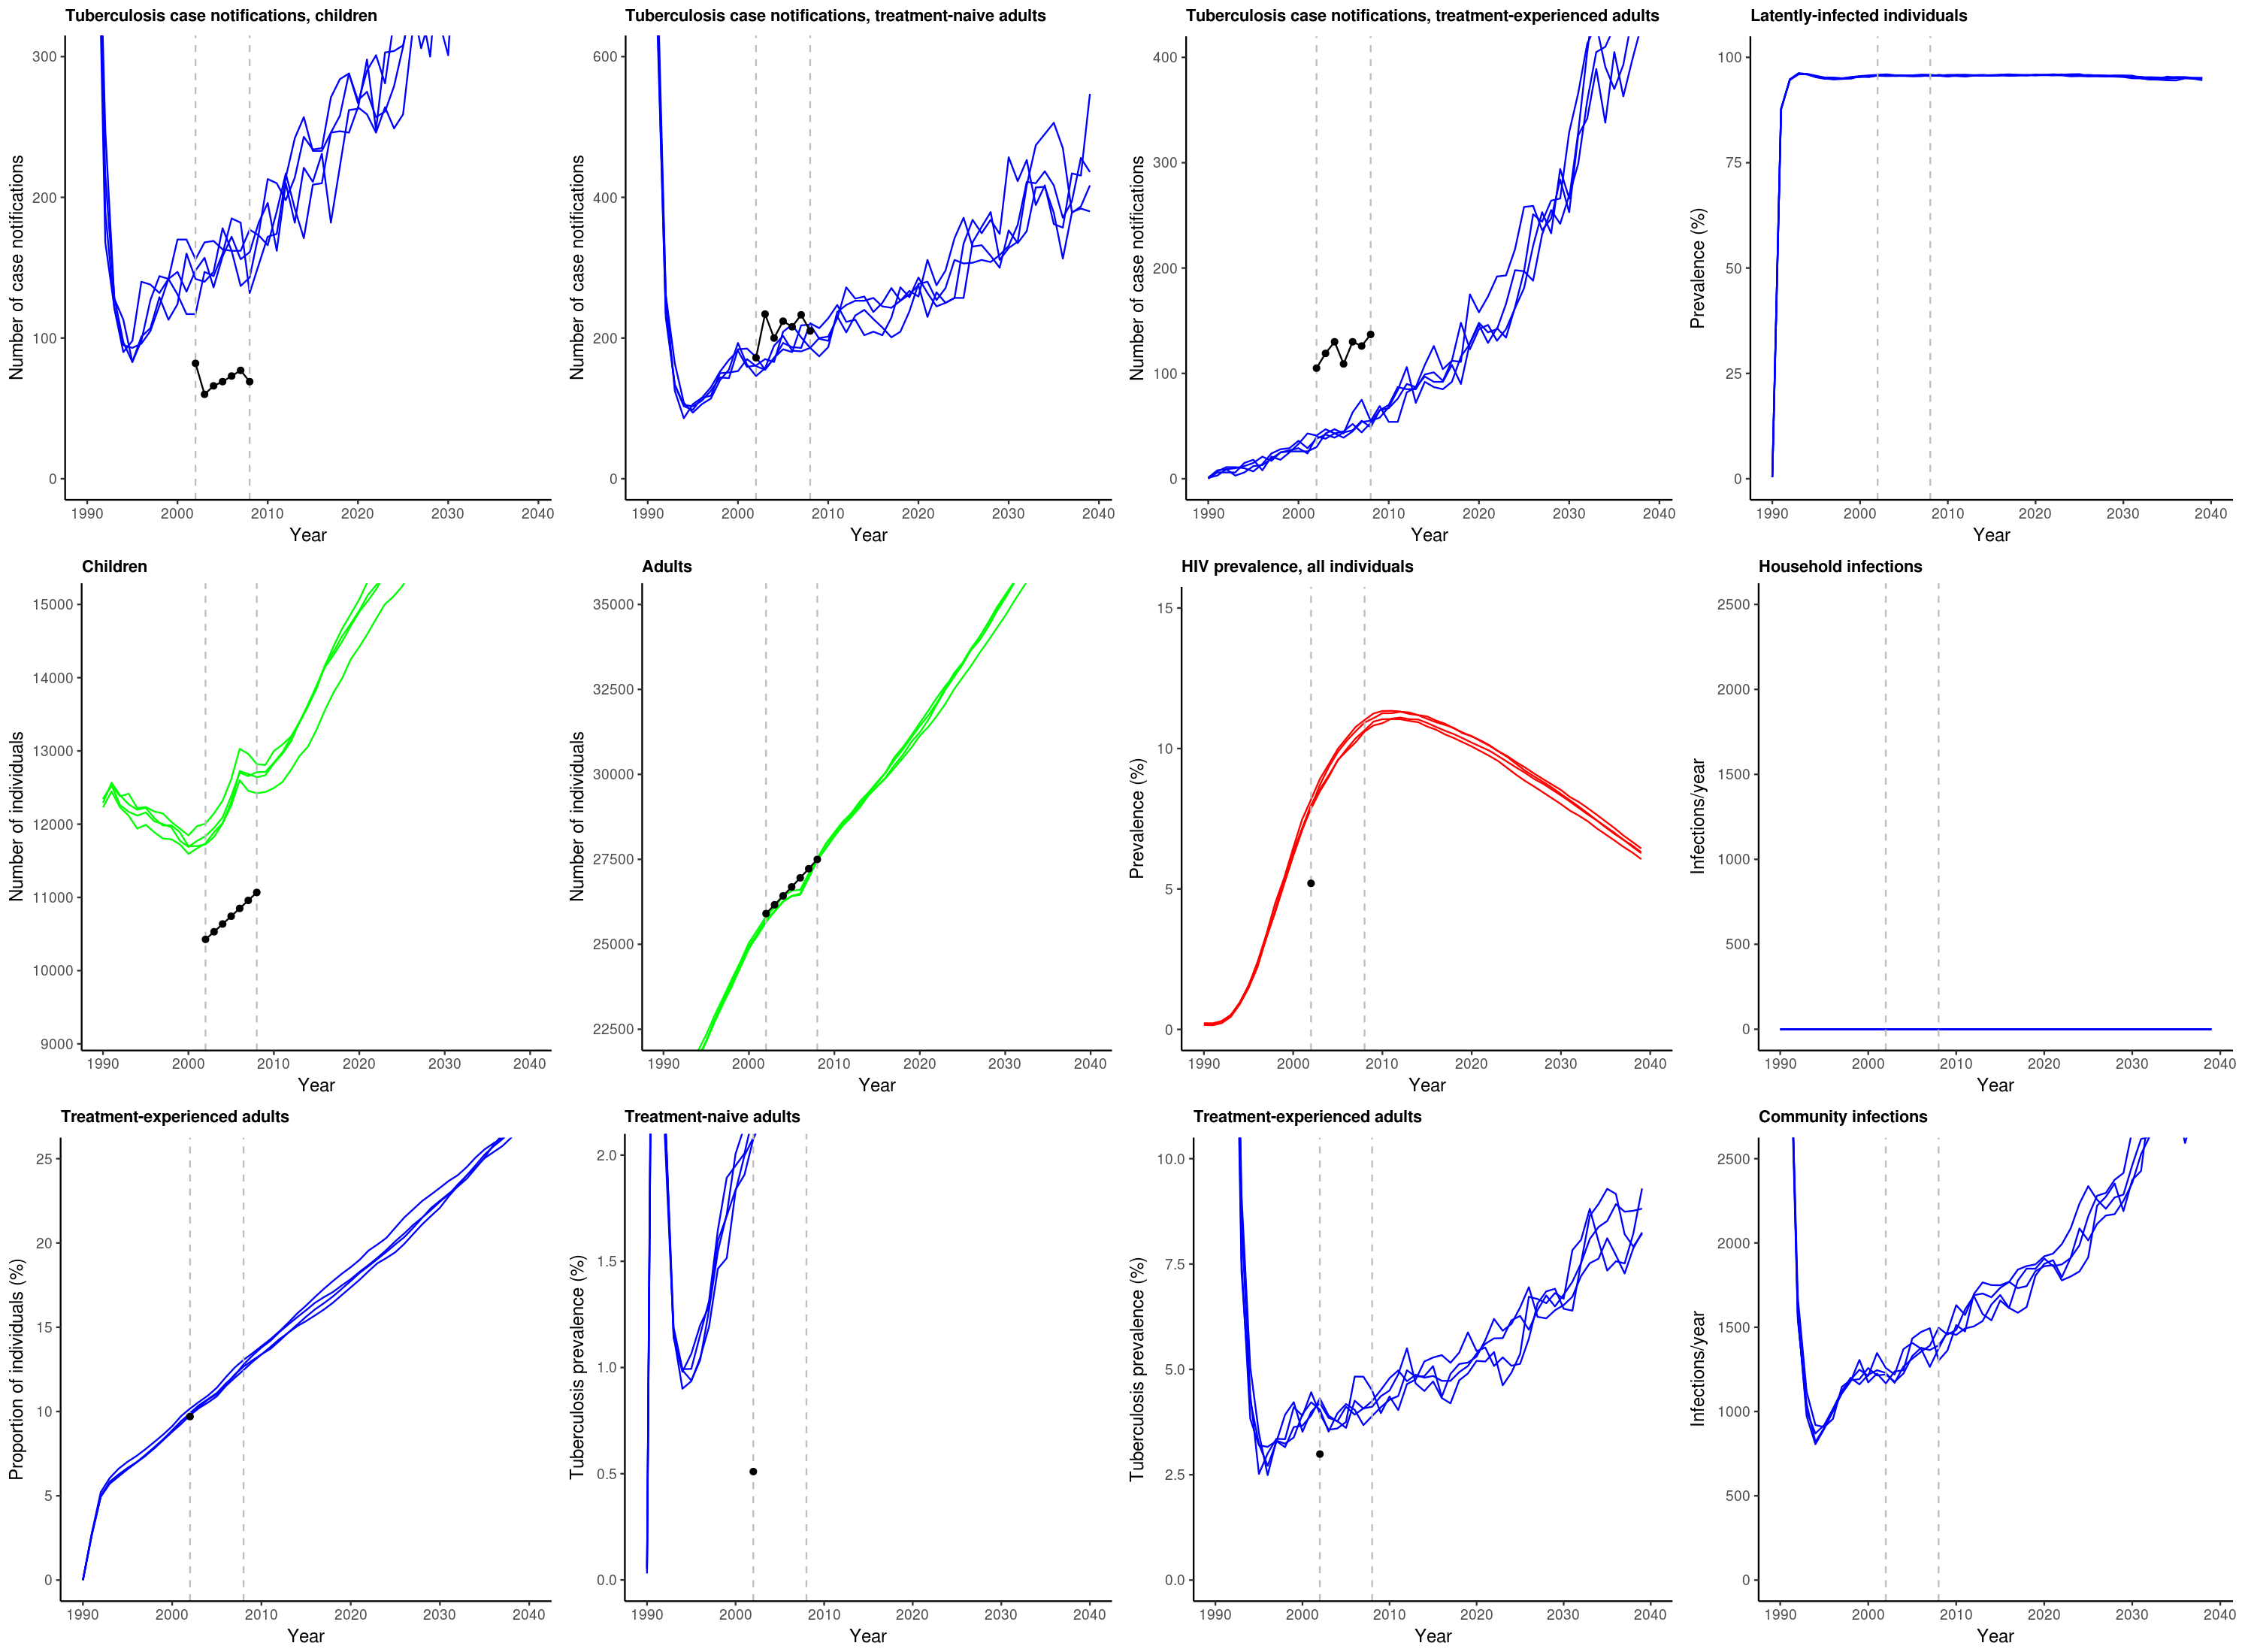 Tuberculosis case notifications, children
Number of case notifications
300
200
100
0
1990 2000 2010 2020 2030 2040
Year
Tuberculosis case notifications, treatment-naive adults
Number of case notifications
600
400
200
0
1990 2000 2010 2020 2030 2040
Year
Tuberculosis case notifications, treatment-experienced adults
Number of case notifications
400
300
200
100
0
1990 2000 2010 2020 2030 2040
Year
Latently-infected individuals
Prevalence (%)
100
75
50
25
0
1990 2000 2010 2020 2030 2040
Year
Children
Number of individuals
15000
14000
13000
12000
11000
10000
9000
1990 2000 2010 2020 2030 2040
Year
Adults
Number of individuals
35000
32500
30000
27500
25000
22500
1990 2000 2010 2020 2030 2040
Year
HIV prevalence, all individuals
Prevalence (%)
15
10
5
0
1990 2000 2010 2020 2030 2040
Year
Household infections
Infections/year
2500
2000
1500
1000
500
0
1990 2000 2010 2020 2030 2040
Year
Treatment-experienced adults
Proportion of individuals (%)
25
20
15
10
5
0
1990 2000 2010 2020 2030 2040
Year
Treatment-naive adults
Tuberculosis prevalence (%)
2.0
1.5
1.0
0.5
0.0
1990 2000 2010 2020 2030 2040
Year
Treatment-experienced adults
Tuberculosis prevalence (%)
10.0
7.5
5.0
2.5
0.0
1990 2000 2010 2020 2030 2040
Year
Community infections
Infections/year
2500
2000
1500
1000
500
0
1990 2000 2010 2020 2030 2040
Year